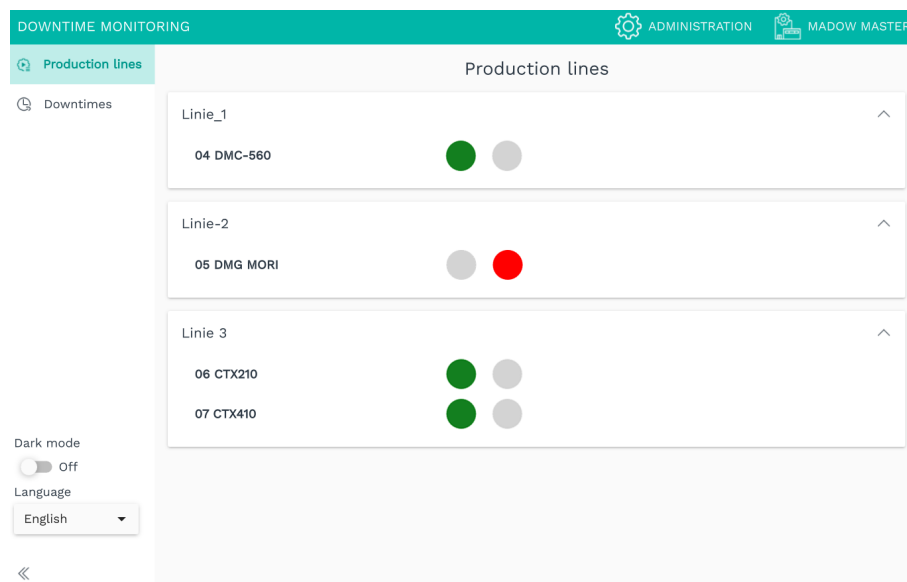 DOWNTIME MONITORING
ADMINISTRATION
MADOW MASTER
Production lines
Downtimes
Production lines
Linie_1
04 DMC-560
Linie-2
05 DMG MORI
Linie 3
06 CTX210
07 CTX410
Dark mode
Off
Language
English